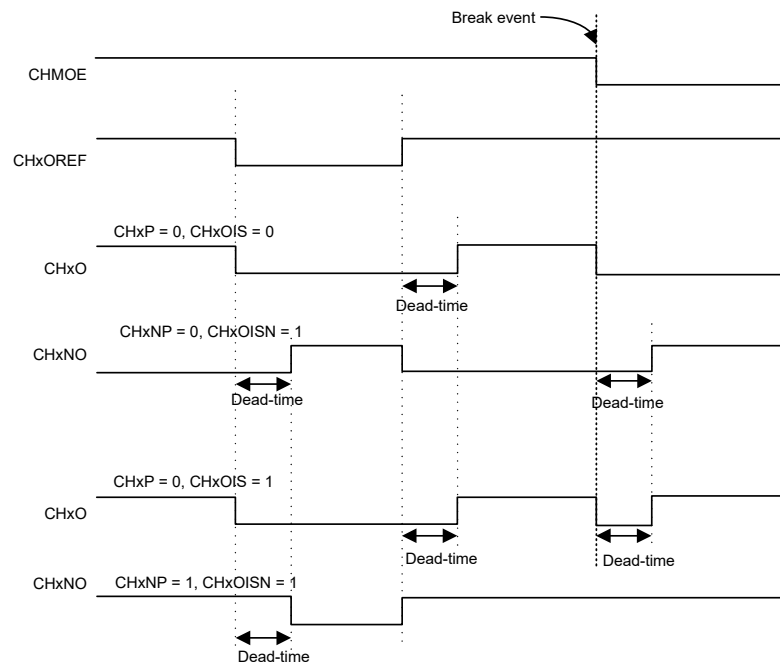 Break event
CHMOE
CHxOREF
CHxP = 0, CHxOIS = 0
CHxO
Dead-time
CHxNP = 0, CHxOISN = 1
CHxNO
Dead-time
Dead-time
CHxP = 0, CHxOIS = 1
CHxO
Dead-time
Dead-time
CHxNO
CHxNP = 1, CHxOISN = 1
Dead-time